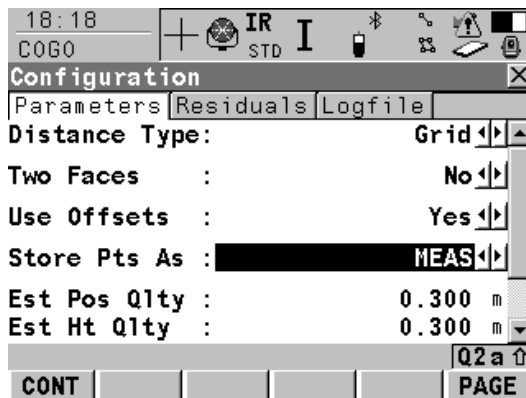 18:18
COGO
IR
STD
I
Configuration
Parameters Residuals Logfile
Distance Type: Grid
Two Faces : No
Use Offsets : Yes
Store Pts As : MEAS
Est Pos Qlty : 0.300 m
Est Ht Qlty : 0.300 m
Q2a
CONT PAGE